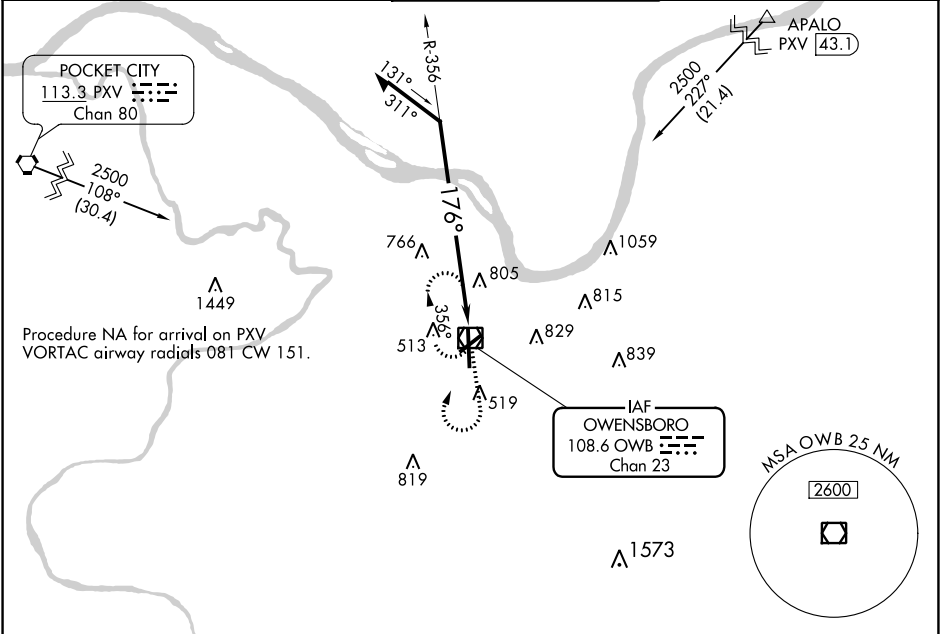 APALO
PXV 43.1
R-356
131°
311°
2500
227°
(21.4)
POCKET CITY
113.3 PXV
Chan 80
2500
108°
(30.4)
176°
766
805
1059
815
1449
356°
513
829
839
Procedure NA for arrival on PXV
VORTAC airway radials 081 CW 151.
519
IAF
OWENSBORO
108.6 OWB
Chan 23
819
MSA OWB 25 NM
2600
1573